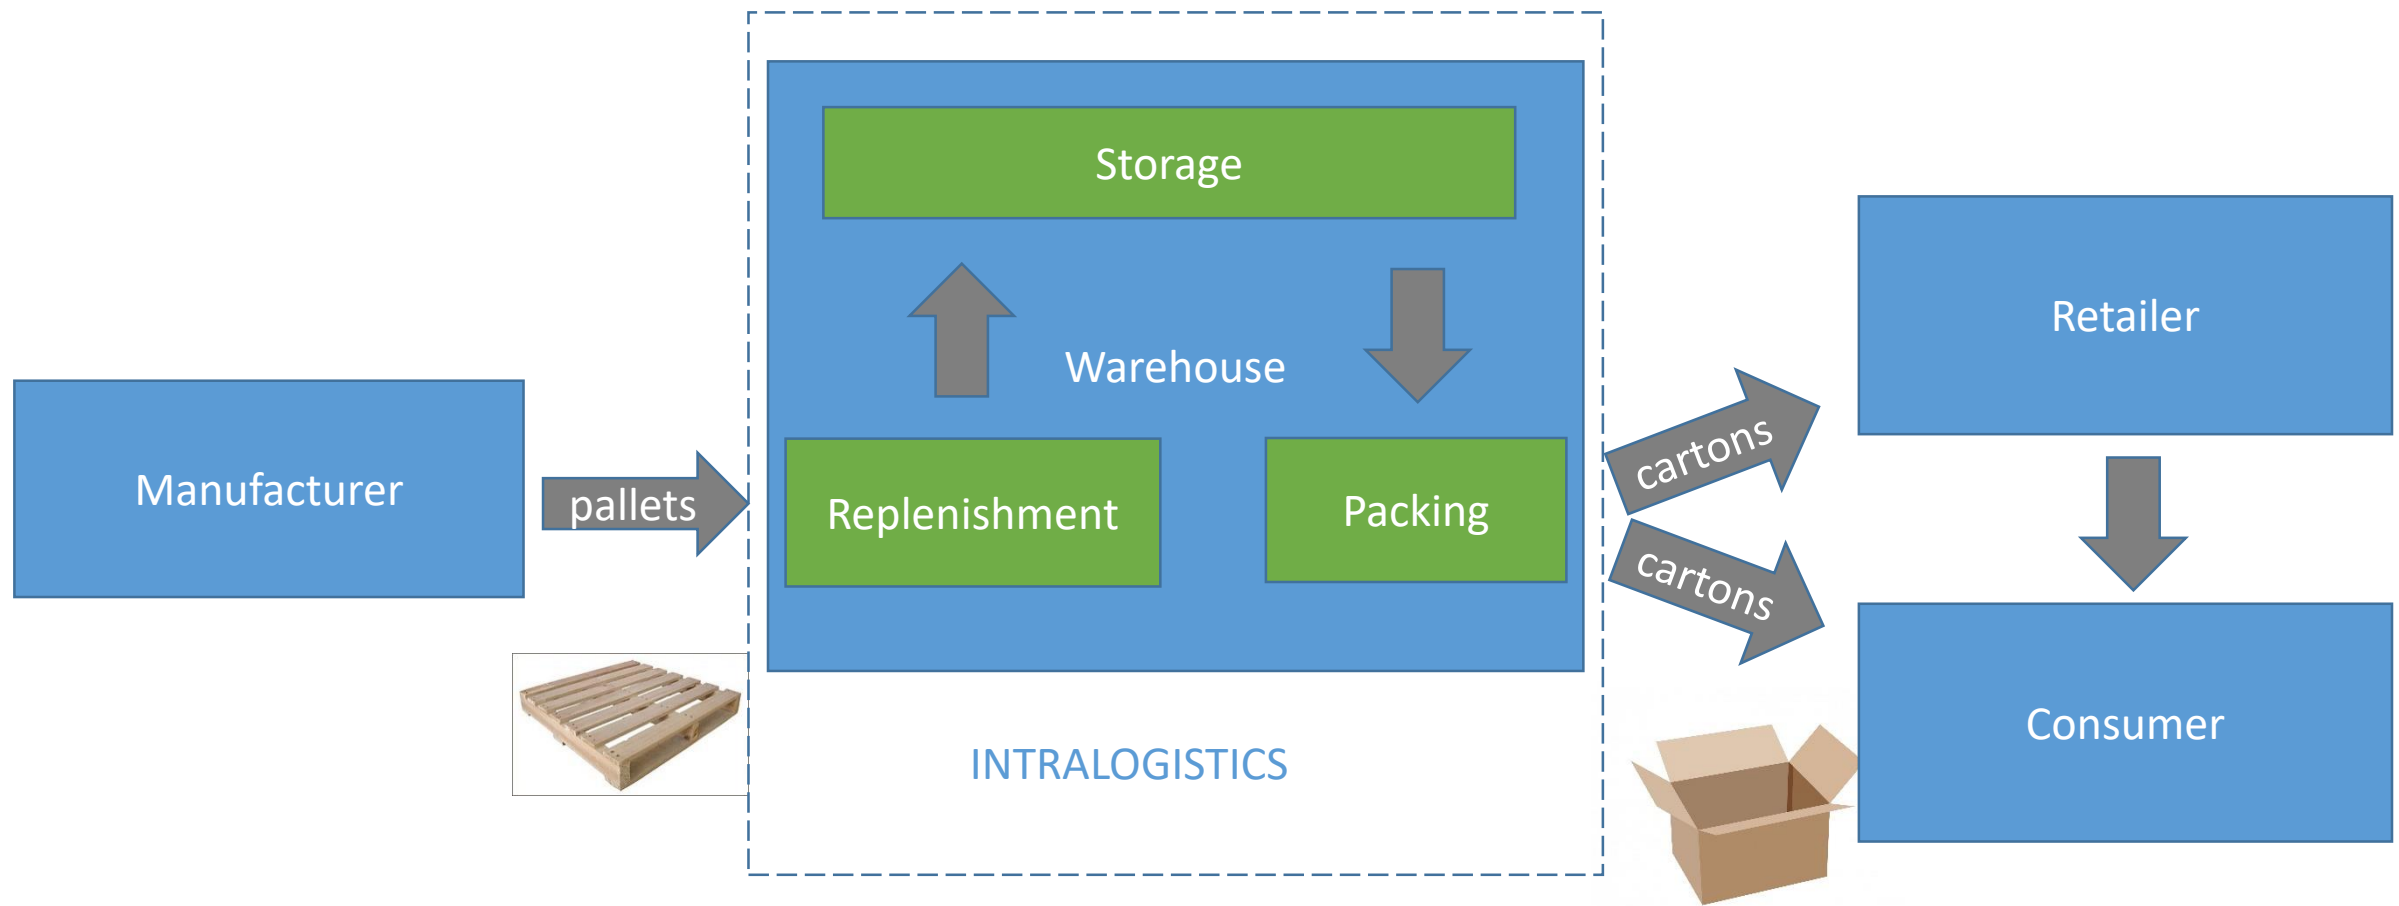 Storage
Warehouse
Retailer
Manufacturer
pallets
Replenishment
Packing
cartons
cartons
Consumer
INTRALOGISTICS